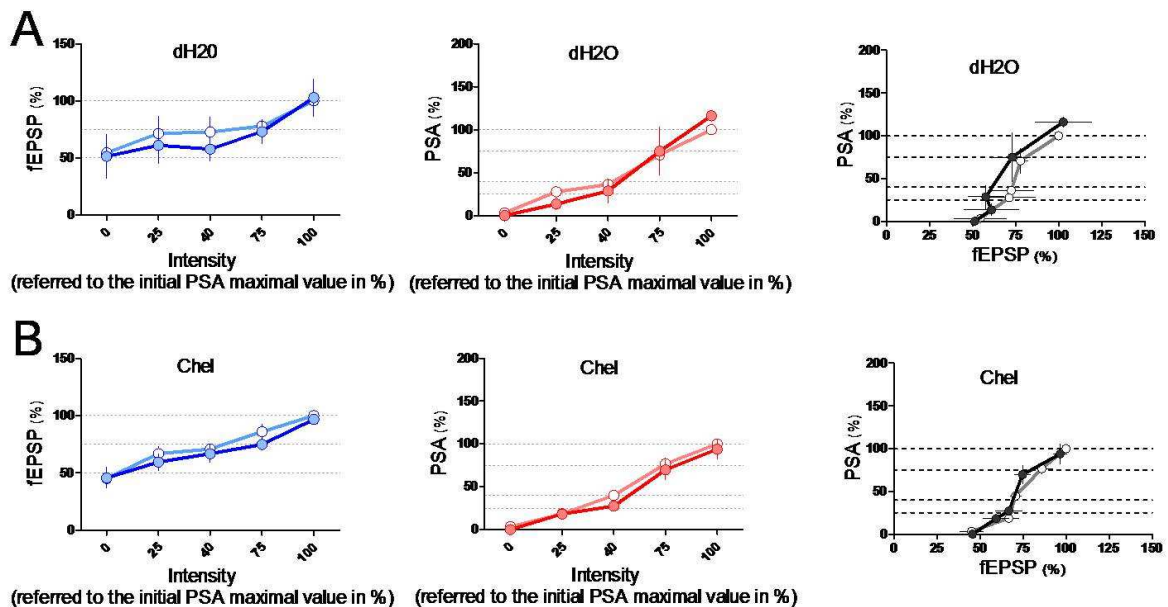 A
dH20
fEPSP (%)
150
100
50
0
0 25 40 75 100
Intensity
(referred to the initial PSA maximal value in %)
dH2O
PSA (%)
200
150
100
50
0
0 25 40 75 100
Intensity
(referred to the initial PSA maximal value in %)
dH2O
PSA (%)
200
150
100
50
0
0 25 50 75 100 125 150
fEPSP (%)
B
Chel
fEPSP (%)
150
100
50
0
0 25 40 75 100
Intensity
(referred to the initial PSA maximal value in %)
Chel
PSA (%)
200
150
100
50
0
0 25 40 75 100
Intensity
(referred to the initial PSA maximal value in %)
Chel
PSA (%)
200
150
100
50
0
0 25 50 75 100 125 150
fEPSP (%)